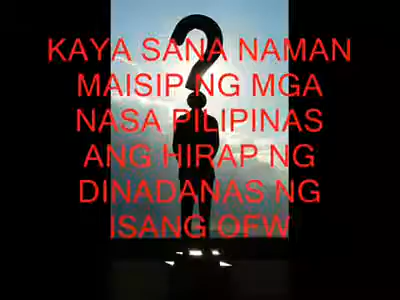 KAYA SANA NAMAN
MAISIP NG MGA
NASA PILIPINAS
ANG HIRAP NG
DINADANAS NG
ISANG OFW